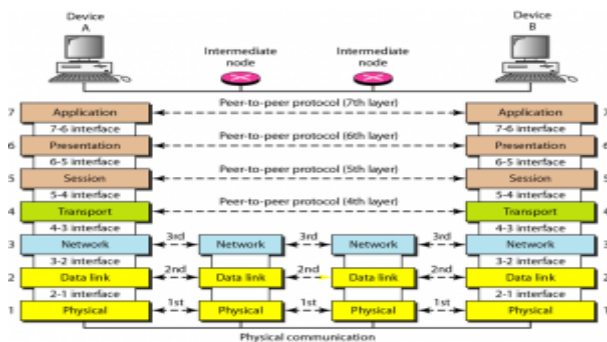 Device
A
Device
B
Intermediate
node
Intermediate
node
7 Application Peer-to-peer protocol (7th layer) Application 7
7-6 interface 7-6 interface
6 Presentation Peer-to-peer protocol (6th layer) Presentation 6
6-5 interface 6-5 interface
5 Session Peer-to-peer protocol (5th layer) Session 5
5-4 interface 5-4 interface
4 Transport Peer-to-peer protocol (4th layer) Transport 4
4-3 interface 4-3 interface
3 Network 3rd Network 3rd Network 3rd Network 3
3-2 interface 3-2 interface
2 Data link 2nd Data link 2nd Data link 2nd Data link 2
2-1 interface 2-1 interface
1 Physical 1st Physical 1st Physical 1st Physical 1
Physical communication